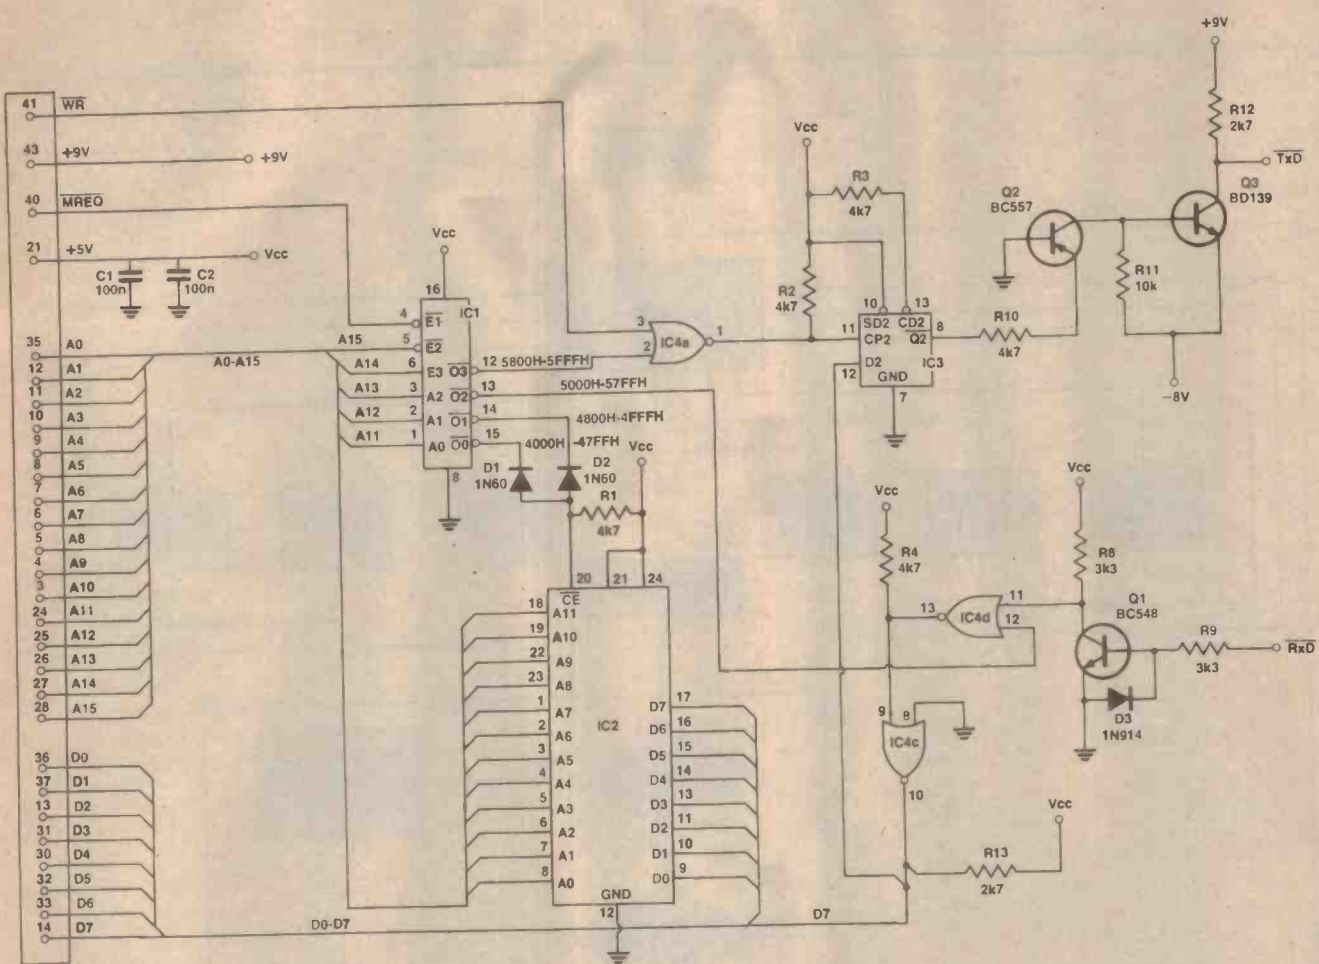 41 WR
43 +9V
+9V
40 MREQ
21 +5V
Vcc
C1
100n
C2
100n
35 A0
12 A1
11 A2
10 A3
9 A4
8 A5
7 A6
6 A7
5 A8
4 A9
3 A10
24 A11
25 A12
26 A13
27 A14
28 A15
A0-A15
36 D0
37 D1
13 D2
31 D3
30 D4
32 D5
33 D6
14 D7
D0-D7
D7
Vcc
16
IC1
4 E1
A15 5 E2
A14 6 E3
A13 3 A2
A12 2 A1
A11 1 A0
8
O3 12 5800H-5FFFH
O2 13 5000H-57FFH
O1 14 4800H-4FFFH
O0 15 4000H -47FFH
D1
1N60
D2
1N60
Vcc
R1
4k7
20 21 24
CE
18 A11
19 A10
22 A9
23 A8
1 A7
2 A6
3 A5
4 A4
5 A3
6 A2
7 A1
8 A0
IC2
D7 17
D6 16
D5 15
D4 14
D3 13
D2 11
D1 10
D0 9
GND
12
3
2
IC4a
1
Vcc
R3
4k7
R2
4k7
10 13
SD2 CD2
11 CP2
Q2 8
12 D2
IC3
GND
7
R10
4k7
Q2
BC557
R11
10k
-8V
+9V
R12
2k7
TxD
Q3
BD139
Vcc
R4
4k7
13
IC4d
11
12
Vcc
R8
3k3
Q1
BC548
R9
3k3
RxD
D3
1N914
9 8
IC4c
10
Vcc
R13
2k7